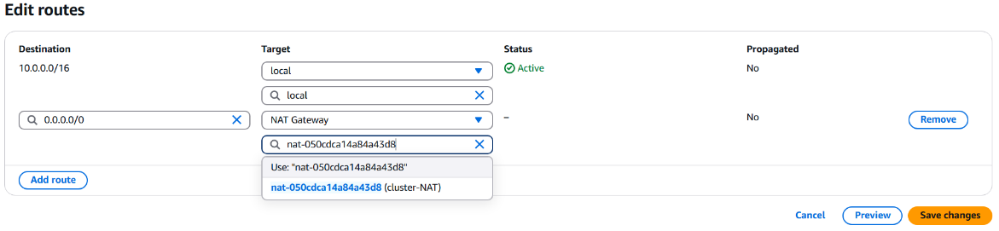 Edit routes
Destination Target Status Propagated
10.0.0.0/16 local Active No
local
0.0.0.0/0 NAT Gateway – No Remove
nat-050cdca14a84a43d8
Use: "nat-050cdca14a84a43d8"
Add route nat-050cdca14a84a43d8 (cluster-NAT)
Cancel Preview Save changes